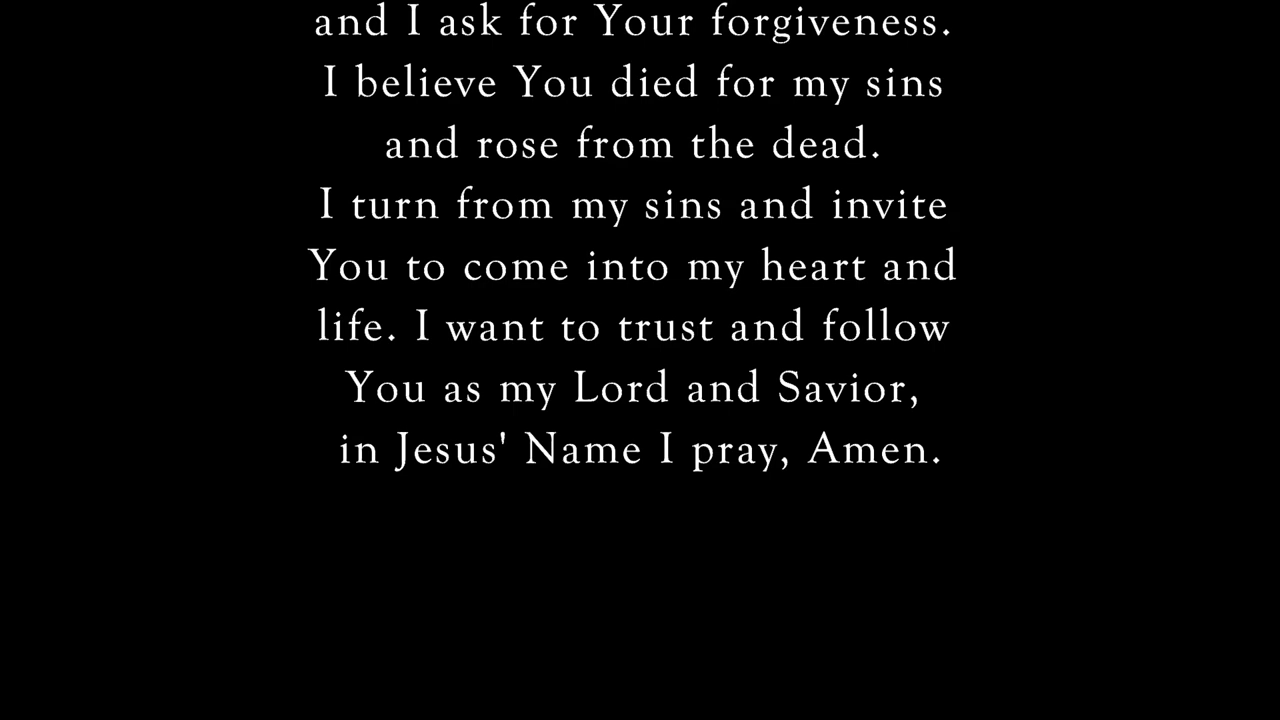 and I ask for Your forgiveness.
I believe You died for my sins
and rose from the dead.
I turn from my sins and invite
You to come into my heart and
life. I want to trust and follow
You as my Lord and Savior,
in Jesus' Name I pray, Amen.